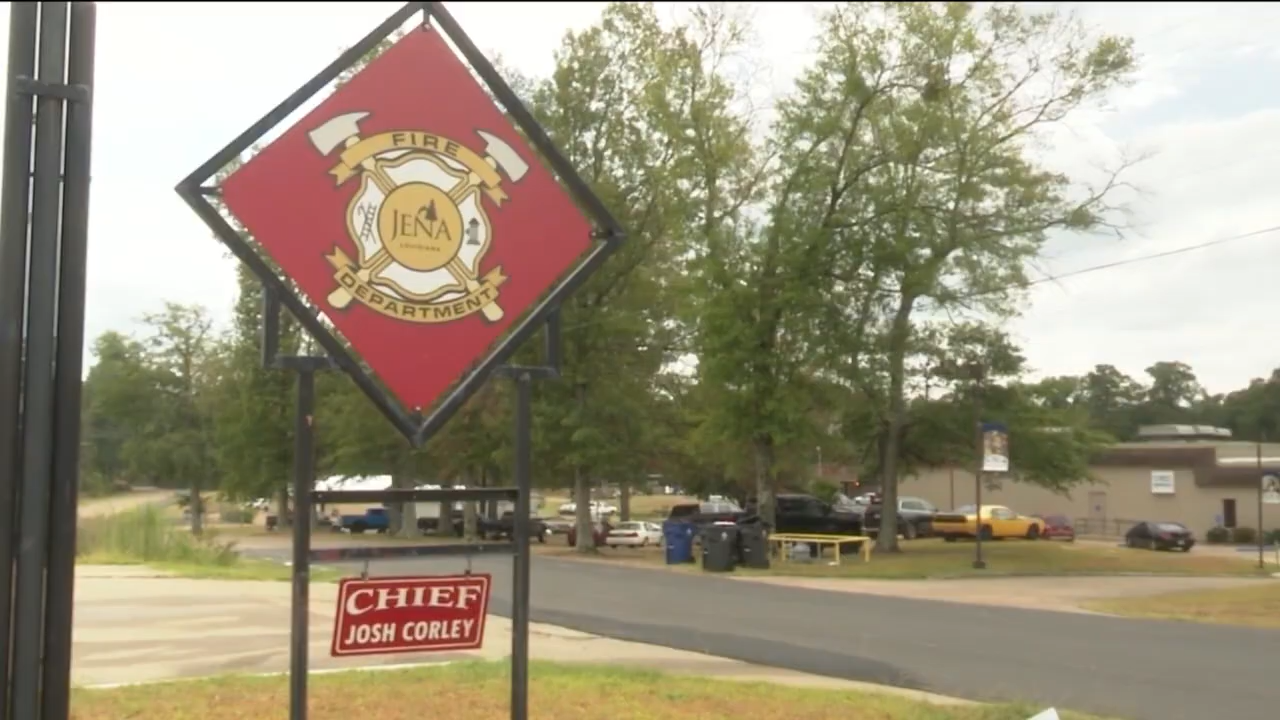 FIRE
JENA
LOUISIANA
DEPARTMENT
CHIEF
JOSH CORLEY